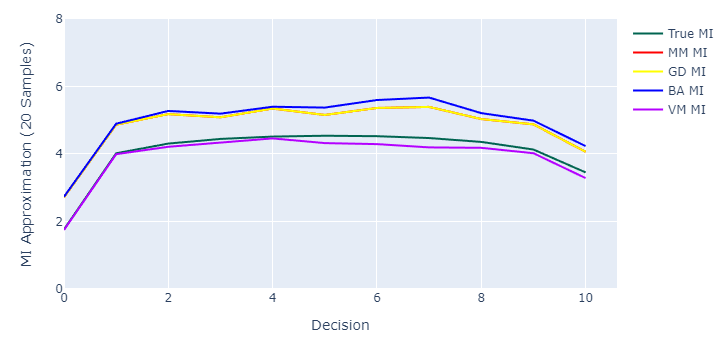 MI Approximation (20 Samples)
8
6
4
2
0
0 2 4 6 8 10
Decision
True MI
MM MI
GD MI
BA MI
VM MI